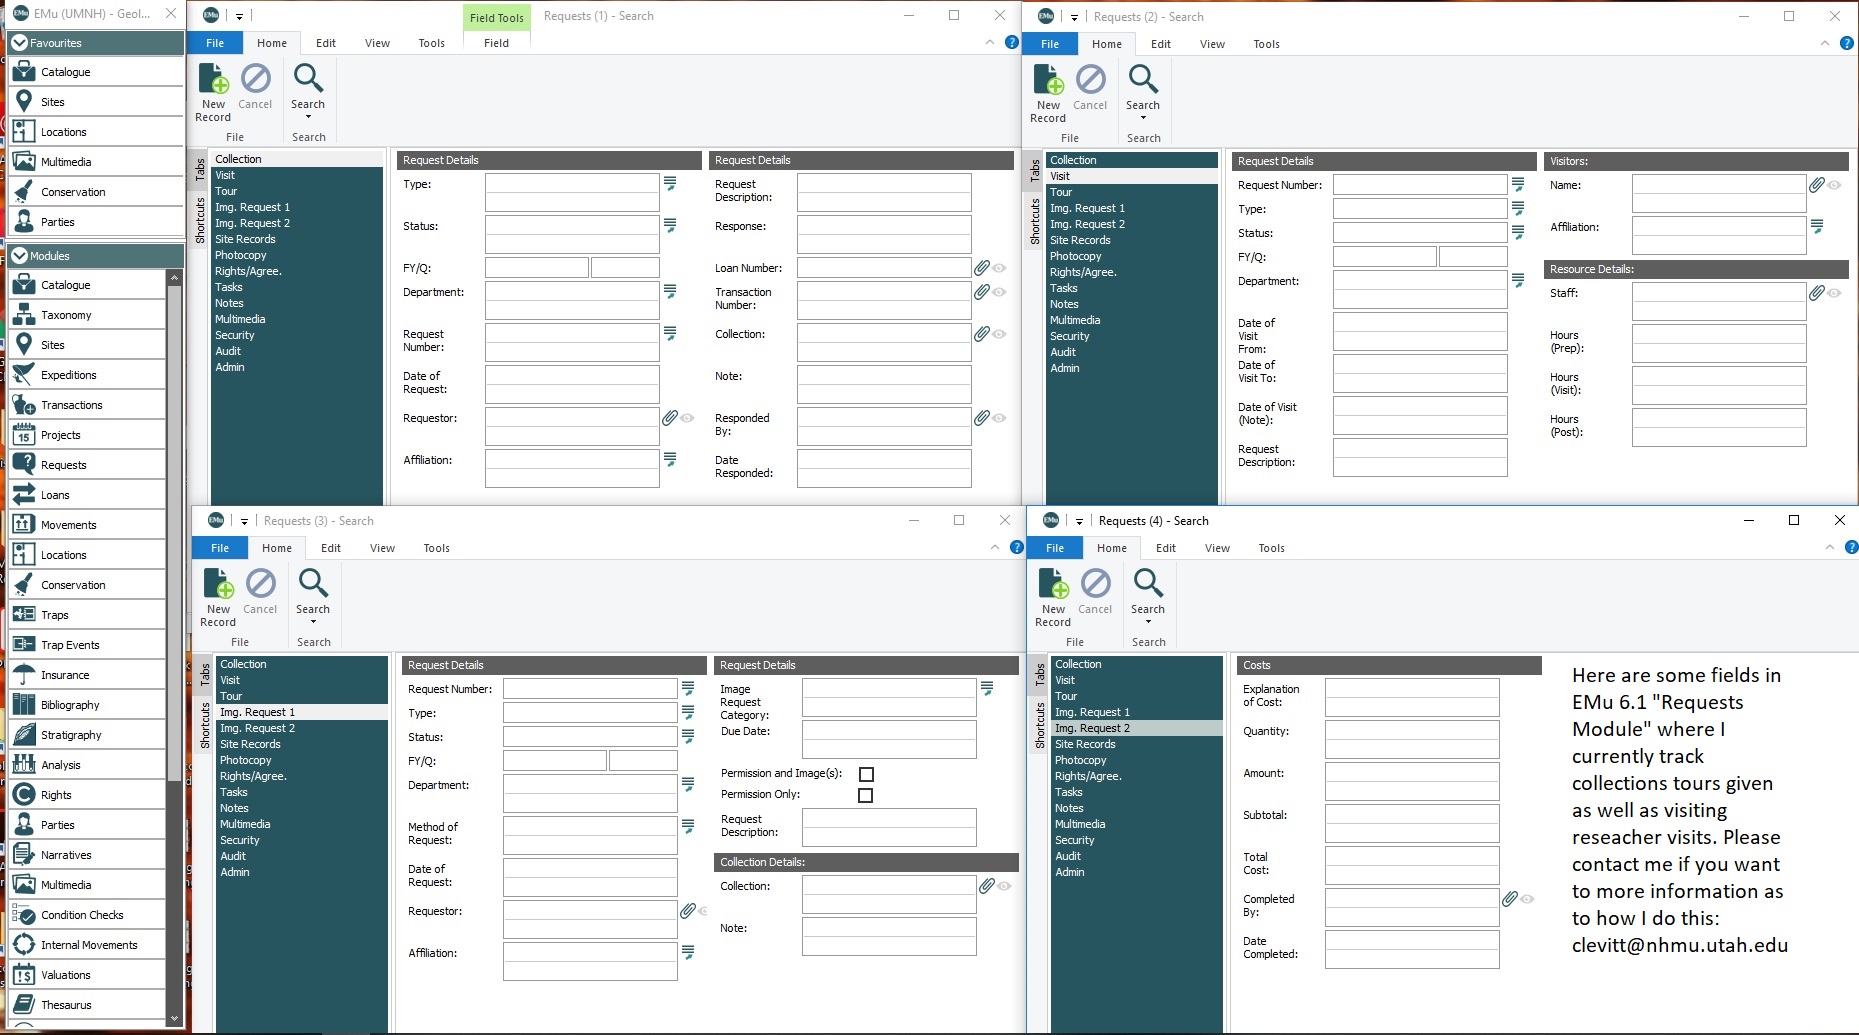 EMu (UMNH) - Geol...
Favourites
Catalogue
Sites
Locations
Multimedia
Conservation
Parties
Modules
Catalogue
Taxonomy
Sites
Expeditions
Transactions
Projects
Requests
Loans
Movements
Locations
Conservation
Traps
Trap Events
Insurance
Bibliography
Stratigraphy
Analysis
Rights
Parties
Narratives
Multimedia
Condition Checks
Internal Movements
Valuations
Thesaurus
EMu
Field Tools
Requests (1) - Search
File Home Edit View Tools Field
New Record
Cancel
Search
File
Search
Tabs
Shortcuts
Collection
Visit
Tour
Img. Request 1
Img. Request 2
Site Records
Photocopy
Rights/Agree.
Tasks
Notes
Multimedia
Security
Audit
Admin
Request Details
Type:
Status:
FY/Q:
Department:
Request
Number:
Date of
Request:
Requestor:
Affiliation:
Request Details
Request
Description:
Response:
Loan Number:
Transaction
Number:
Collection:
Note:
Responded
By:
Date
Responded:
EMu
Requests (2) - Search
File Home Edit View Tools
New Record
Cancel
Search
File
Search
Tabs
Shortcuts
Collection
Visit
Tour
Img. Request 1
Img. Request 2
Site Records
Photocopy
Rights/Agree.
Tasks
Notes
Multimedia
Security
Audit
Admin
Request Details
Request Number:
Type:
Status:
FY/Q:
Department:
Date of
Visit
From:
Date of
Visit To:
Date of Visit
(Note):
Request
Description:
Visitors:
Name:
Affiliation:
Resource Details:
Staff:
Hours
(Prep):
Hours
(Visit):
Hours
(Post):
EMu
Requests (3) - Search
File Home Edit View Tools
New Record
Cancel
Search
File
Search
Tabs
Shortcuts
Collection
Visit
Tour
Img. Request 1
Img. Request 2
Site Records
Photocopy
Rights/Agree.
Tasks
Notes
Multimedia
Security
Audit
Admin
Request Details
Request Number:
Type:
Status:
FY/Q:
Department:
Method of
Request:
Date of
Request:
Requestor:
Affiliation:
Request Details
Image
Request
Category:
Due Date:
Permission and Image(s):
Permission Only:
Request
Description:
Collection Details:
Collection:
Note:
EMu
Requests (4) - Search
File Home Edit View Tools
New Record
Cancel
Search
File
Search
Tabs
Shortcuts
Collection
Visit
Tour
Img. Request 1
Img. Request 2
Site Records
Photocopy
Rights/Agree.
Tasks
Notes
Multimedia
Security
Audit
Admin
Costs
Explanation
of Cost:
Quantity:
Amount:
Subtotal:
Total
Cost:
Completed
By:
Date
Completed:
Here are some fields in
EMu 6.1 "Requests
Module" where I
currently track
collections tours given
as well as visiting
reseacher visits. Please
contact me if you want
to more information as
to how I do this:
clevitt@nhmu.utah.edu